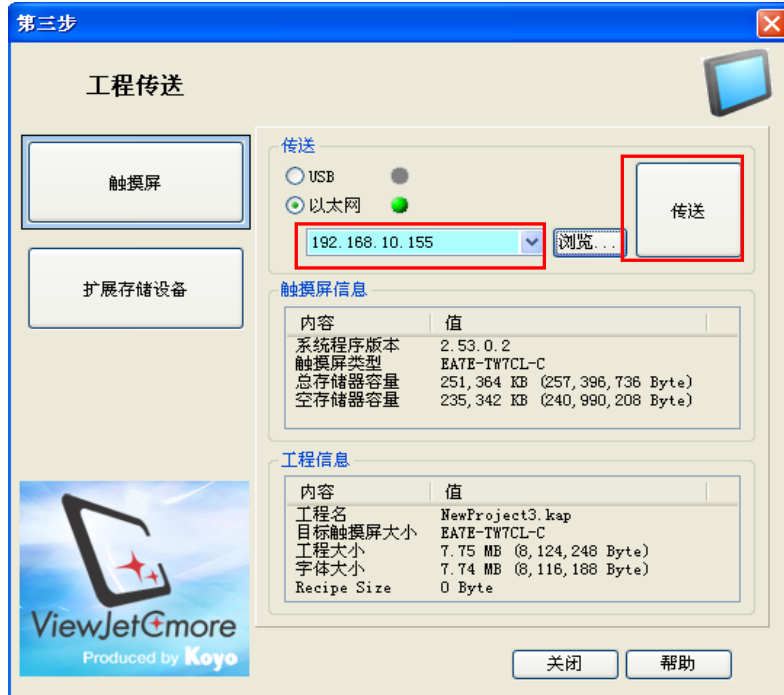 第三步
工程传送
触摸屏
扩展存储设备
传送
USB
以太网
192.168.10.155
浏览...
传送
触摸屏信息
内容 值
系统程序版本 2.53.0.2
触摸屏类型 EA7E-TW7CL-C
总存储器容量 251,364 KB (257,396,736 Byte)
空存储器容量 235,342 KB (240,990,208 Byte)
工程信息
内容 值
工程名 NewProject3.kap
目标触摸屏大小 EA7E-TW7CL-C
工程大小 7.75 MB (8,124,248 Byte)
字体大小 7.74 MB (8,116,188 Byte)
Recipe Size 0 Byte
ViewJetCmore
Produced by Koyo
关闭 帮助